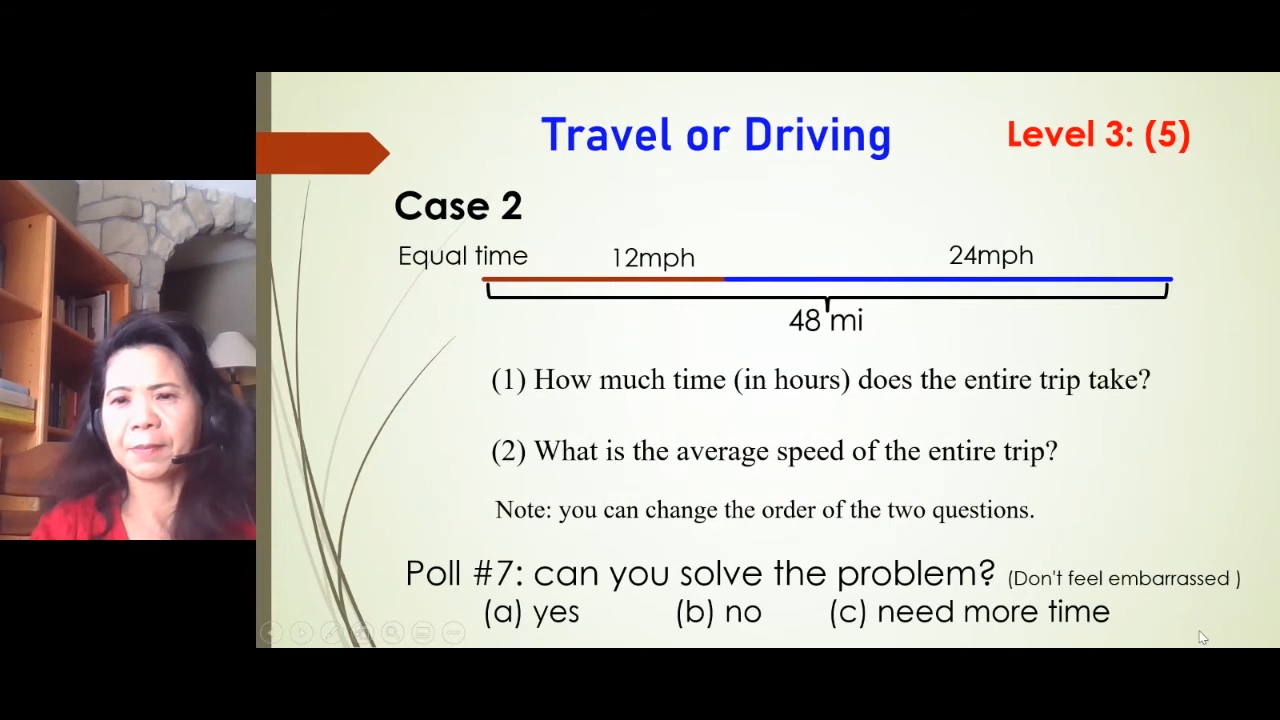 Travel or Driving
Level 3: (5)
Case 2
Equal time
12mph
24mph
48 mi
(1) How much time (in hours) does the entire trip take?
(2) What is the average speed of the entire trip?
Note: you can change the order of the two questions.
Poll #7: can you solve the problem? (Don't feel embarrassed )
(a) yes (b) no (c) need more time